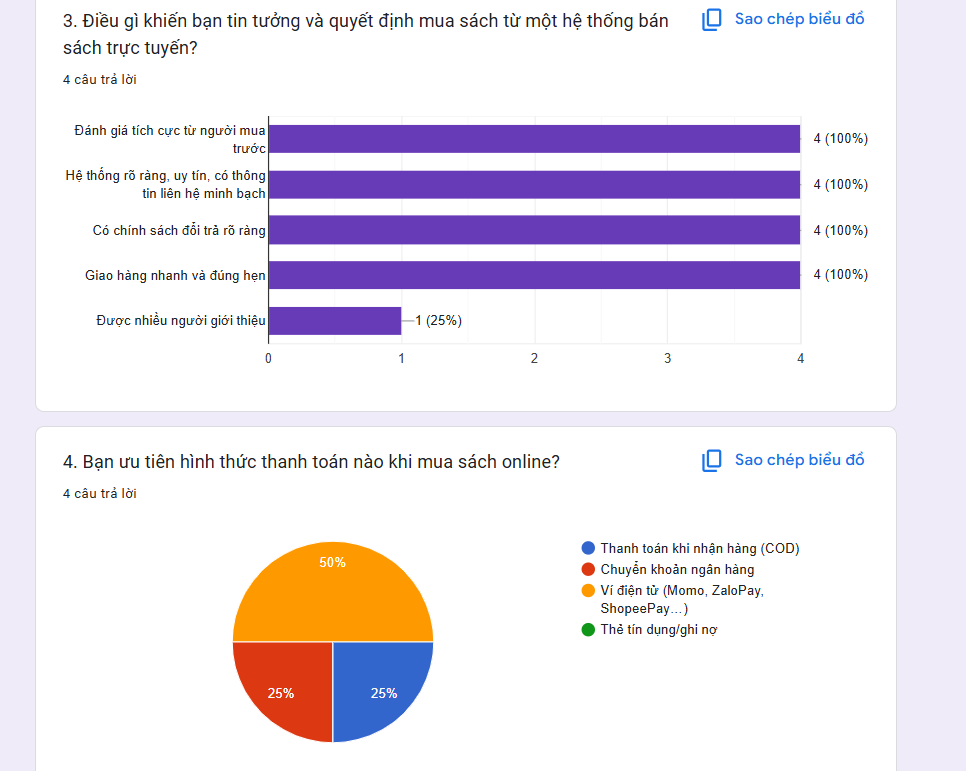 3. Điều gì khiến bạn tin tưởng và quyết định mua sách từ một hệ thống bán
sách trực tuyến?
Sao chép biểu đồ
4 câu trả lời
Đánh giá tích cực từ người mua
trước
4 (100%)
Hệ thống rõ ràng, uy tín, có thông
tin liên hệ minh bạch
4 (100%)
Có chính sách đổi trả rõ ràng
4 (100%)
Giao hàng nhanh và đúng hẹn
4 (100%)
Được nhiều người giới thiệu
1 (25%)
0 1 2 3 4
4. Bạn ưu tiên hình thức thanh toán nào khi mua sách online?
Sao chép biểu đồ
4 câu trả lời
50%
25%
25%
Thanh toán khi nhận hàng (COD)
Chuyển khoản ngân hàng
Ví điện tử (Momo, ZaloPay,
ShopeePay...)
Thẻ tín dụng/ghi nợ